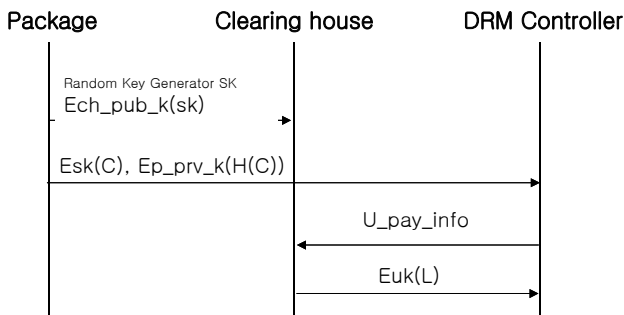 Package
Clearing house
DRM Controller
Random Key Generator SK
Ech_pub_k(sk)
Esk(C), Ep_prv_k(H(C))
U_pay_info
Euk(L)